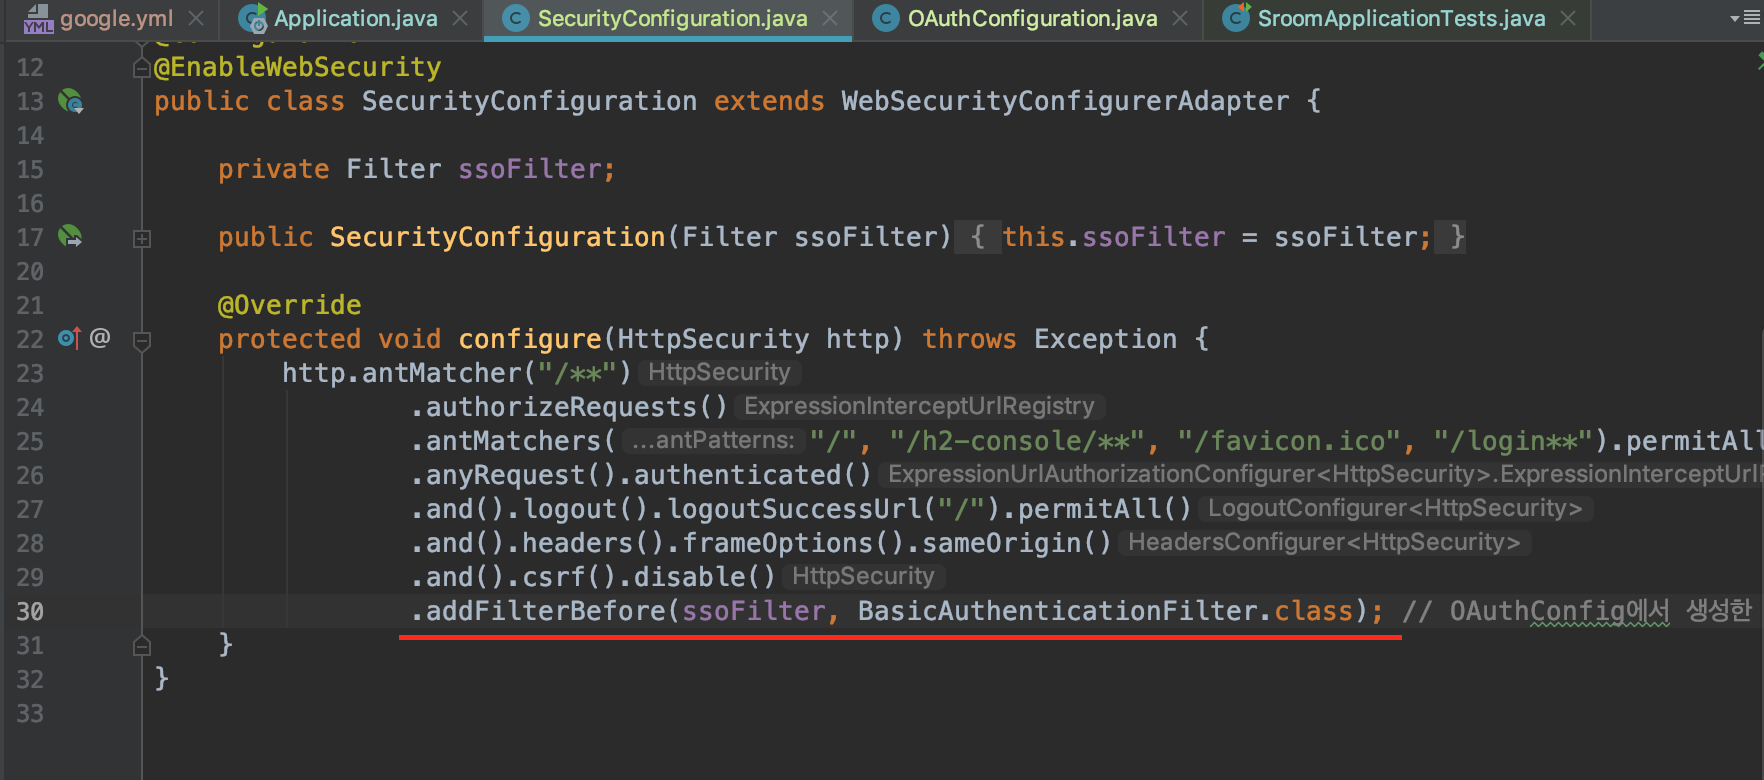 google.yml Application.java SecurityConfiguration.java OAuthConfiguration.java SroomApplicationTests.java
12 @EnableWebSecurity
13 public class SecurityConfiguration extends WebSecurityConfigurerAdapter {
14
15 private Filter ssoFilter;
16
17 public SecurityConfiguration(Filter ssoFilter) { this.ssoFilter = ssoFilter; }
20
21 @Override
22 @ protected void configure(HttpSecurity http) throws Exception {
23 http.antMatcher("/**") HttpSecurity
24 .authorizeRequests() ExpressionInterceptUrlRegistry
25 .antMatchers( ...antPatterns: "/", "/h2-console/**", "/favicon.ico", "/login**").permitAll
26 .anyRequest().authenticated() ExpressionUrlAuthorizationConfigurer<HttpSecurity>.ExpressionInterceptUrlR
27 .and().logout().logoutSuccessUrl("/").permitAll() LogoutConfigurer<HttpSecurity>
28 .and().headers().frameOptions().sameOrigin() HeadersConfigurer<HttpSecurity>
29 .and().csrf().disable() HttpSecurity
30 .addFilterBefore(ssoFilter, BasicAuthenticationFilter.class); // OAuthConfig에서 생성한
31 }
32 }
33